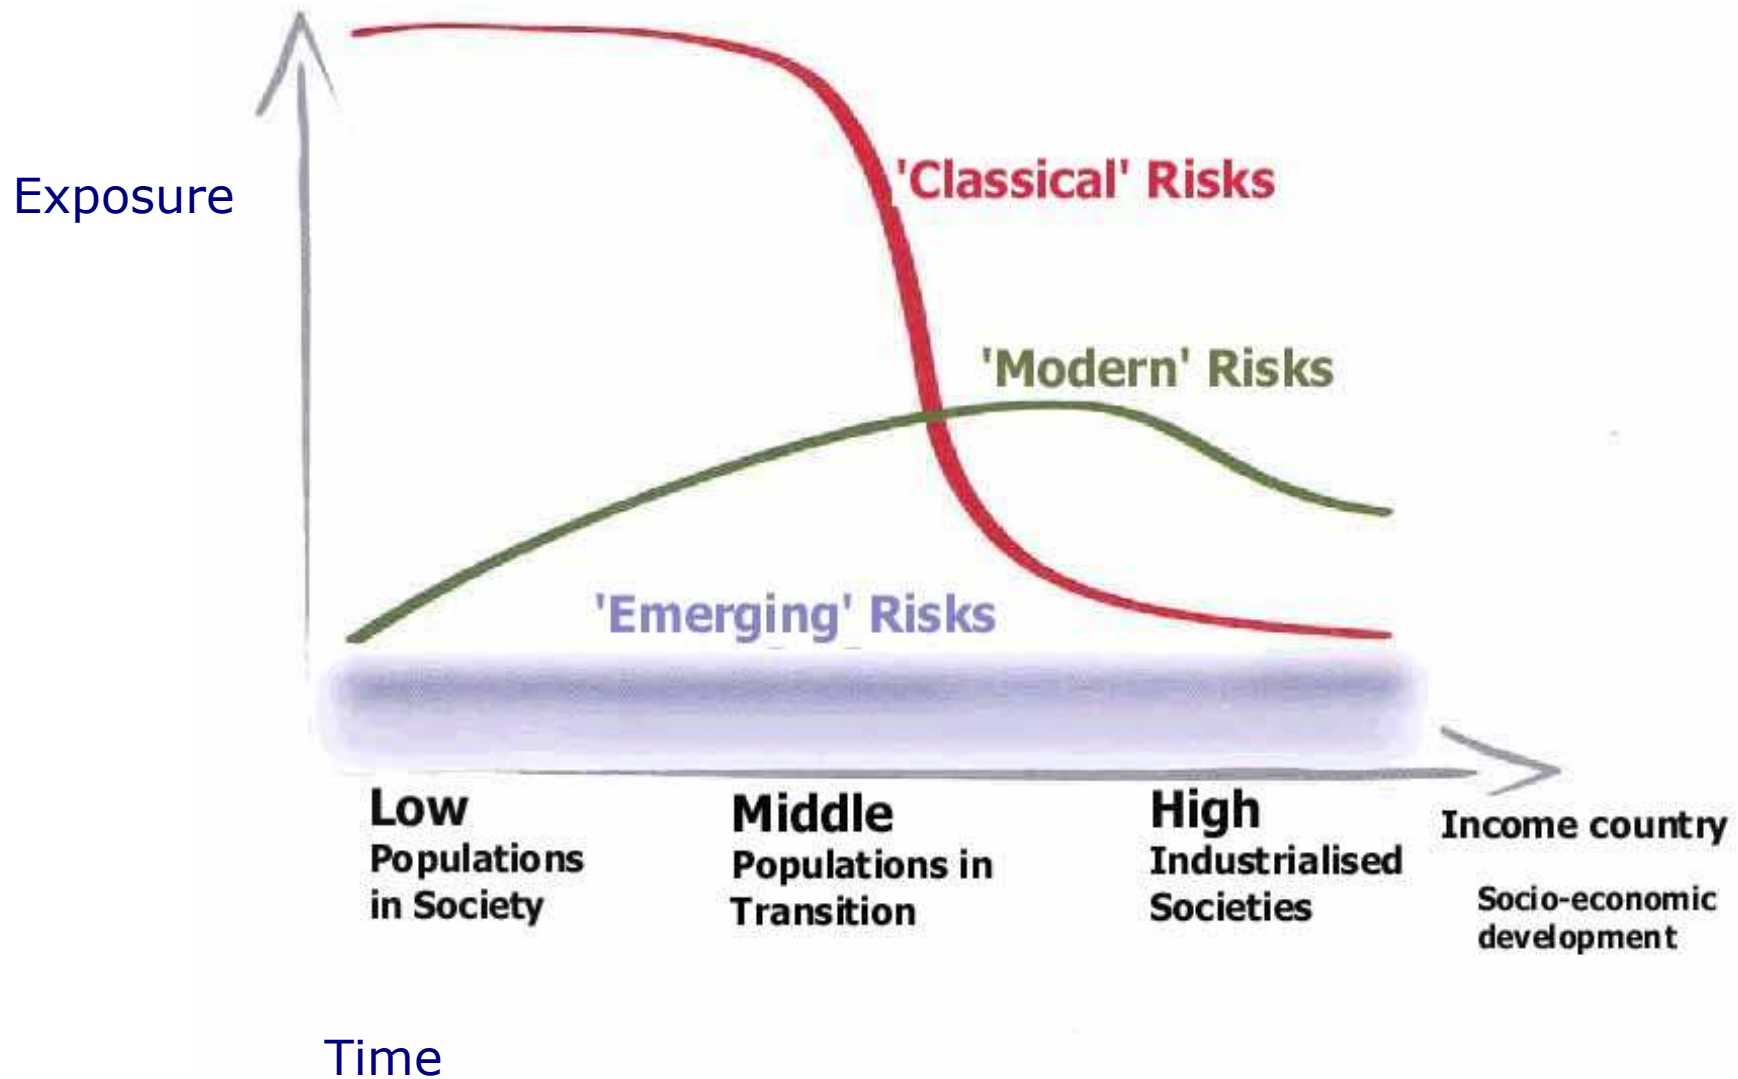 Exposure
'Classical' Risks
'Modern' Risks
'Emerging' Risks
Low
Populations
in Society
Middle
Populations in
Transition
High
Industrialised
Societies
Income country
Socio-economic
development
Time